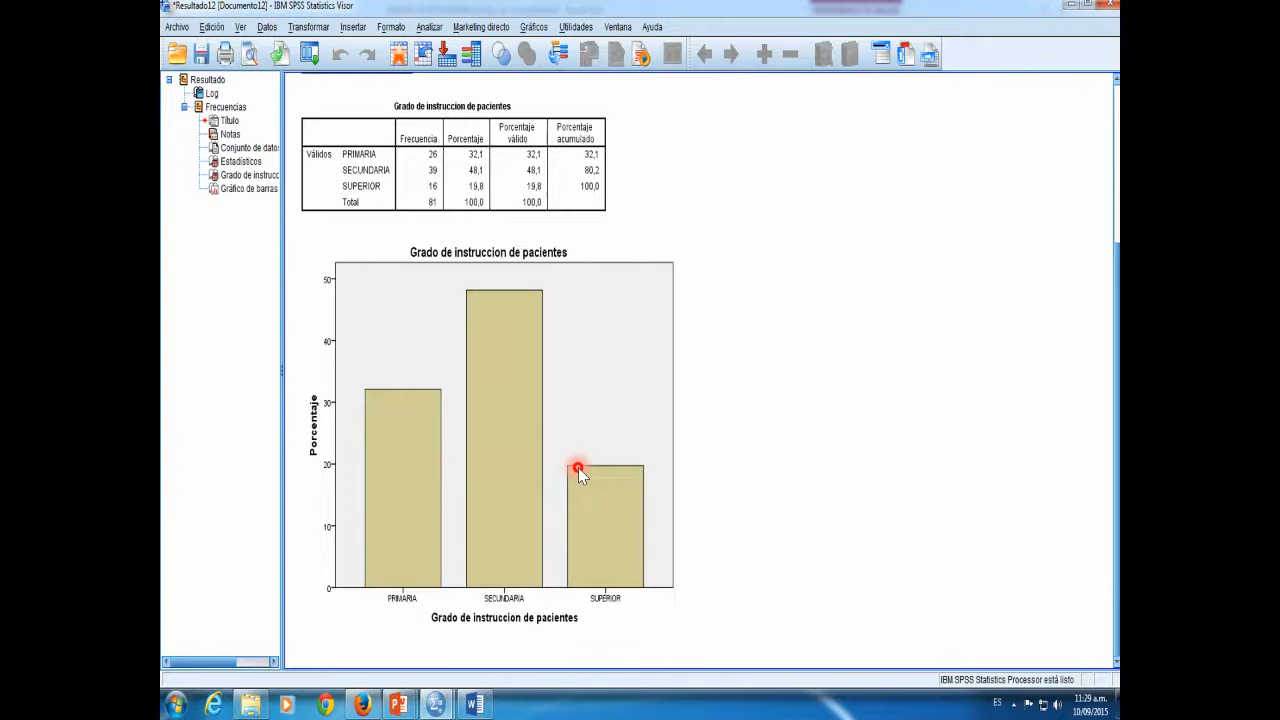 *Resultado12 [Documento12] - IBM SPSS Statistics Visor
Archivo Edición Ver Datos Transformar Insertar Formato Analizar Marketing directo Gráficos Utilidades Ventana Ayuda
Resultado
Log
Frecuencias
Título
Notas
Conjunto de dato
Estadísticos
Grado de instrucc
Gráfico de barras
Grado de instruccion de pacientes
Frecuencia Porcentaje Porcentaje válido Porcentaje acumulado
Válidos PRIMARIA 26 32,1 32,1 32,1
SECUNDARIA 39 48,1 48,1 80,2
SUPERIOR 16 19,8 19,8 100,0
Total 81 100,0 100,0
Grado de instruccion de pacientes
Porcentaje
50
40
30
20
10
0
PRIMARIA SECUNDARIA SUPERIOR
Grado de instruccion de pacientes
IBM SPSS Statistics Processor está listo
ES 11:29 a.m.
10/09/2015